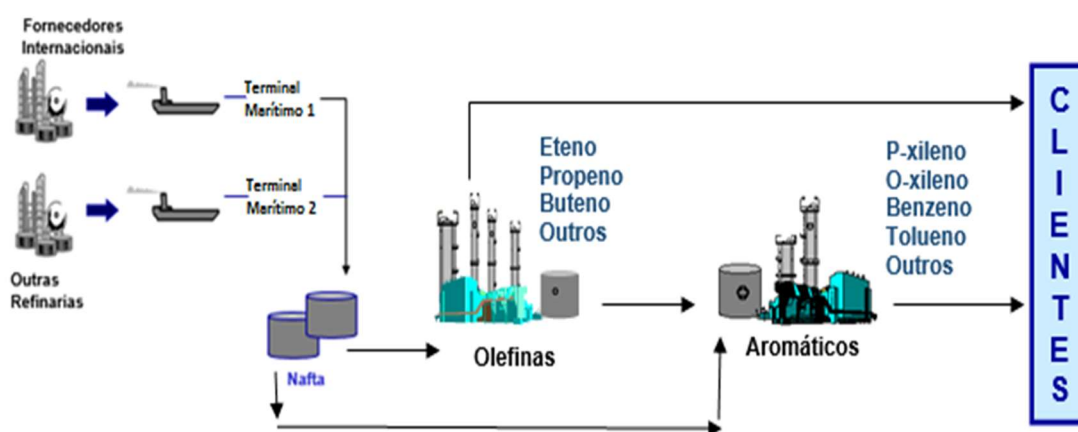 Fornecedores
Internacionais
Terminal
Marítimo 1
Terminal
Marítimo 2
Outras
Refinarias
Nafta
Eteno
Propeno
Buteno
Outros
Olefinas
P-xileno
O-xileno
Benzeno
Tolueno
Outros
Aromáticos
C
L
I
E
N
T
E
S